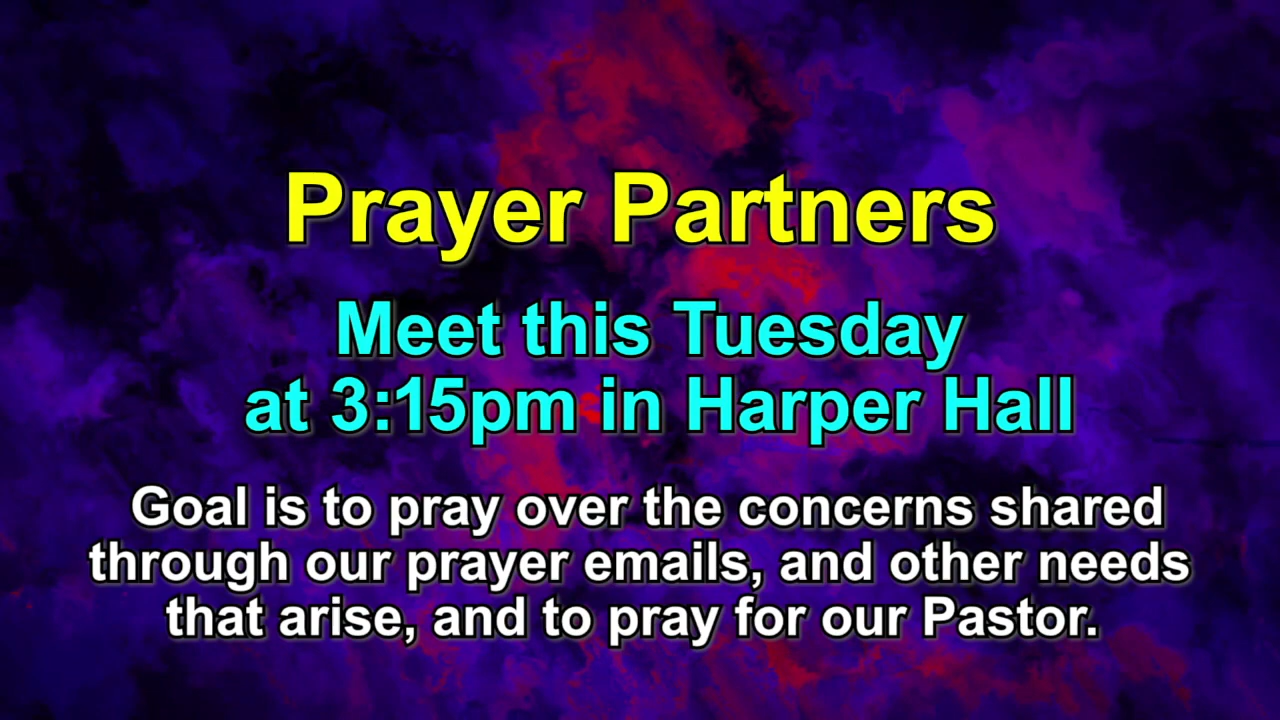 Prayer Partners
Meet this Tuesday
at 3:15pm in Harper Hall
Goal is to pray over the concerns shared
through our prayer emails, and other needs
that arise, and to pray for our Pastor.